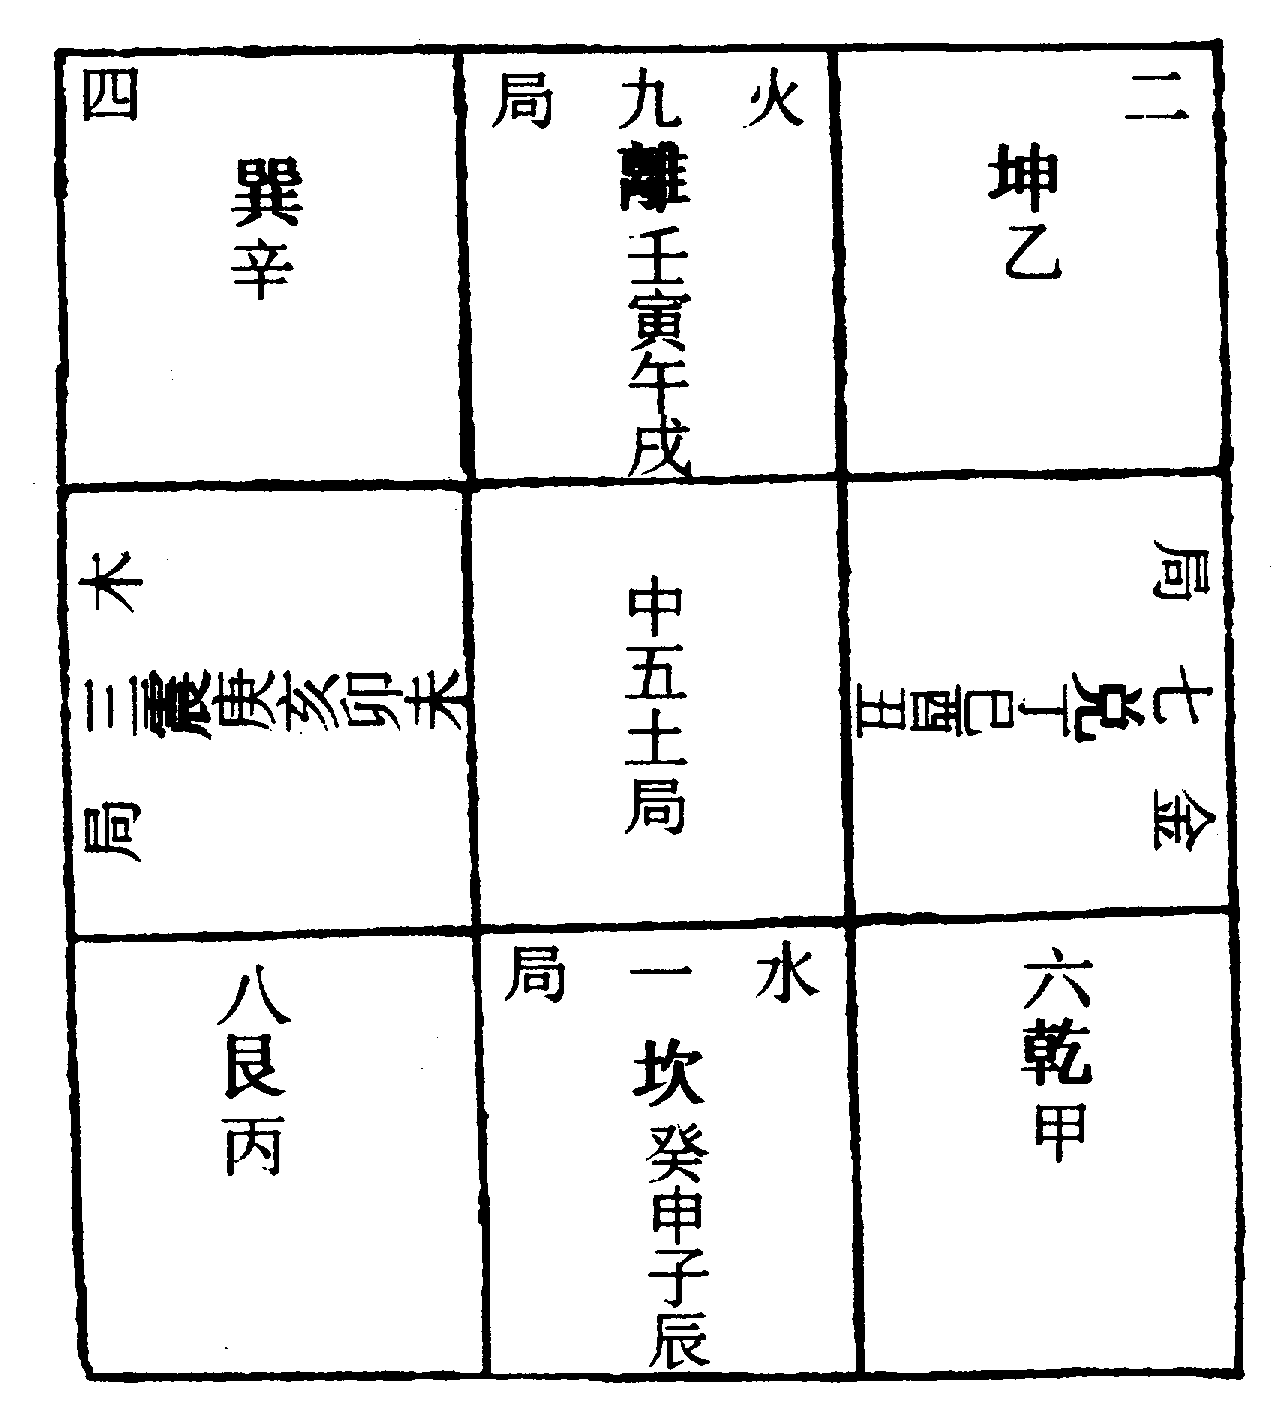 二
坤乙
火九局
離壬寅午戌
四
巽辛
金七局
兌丁巳酉丑
中五土局
木三局
震庚亥卯未
六乾甲
水一局
坎癸申子辰
八艮丙